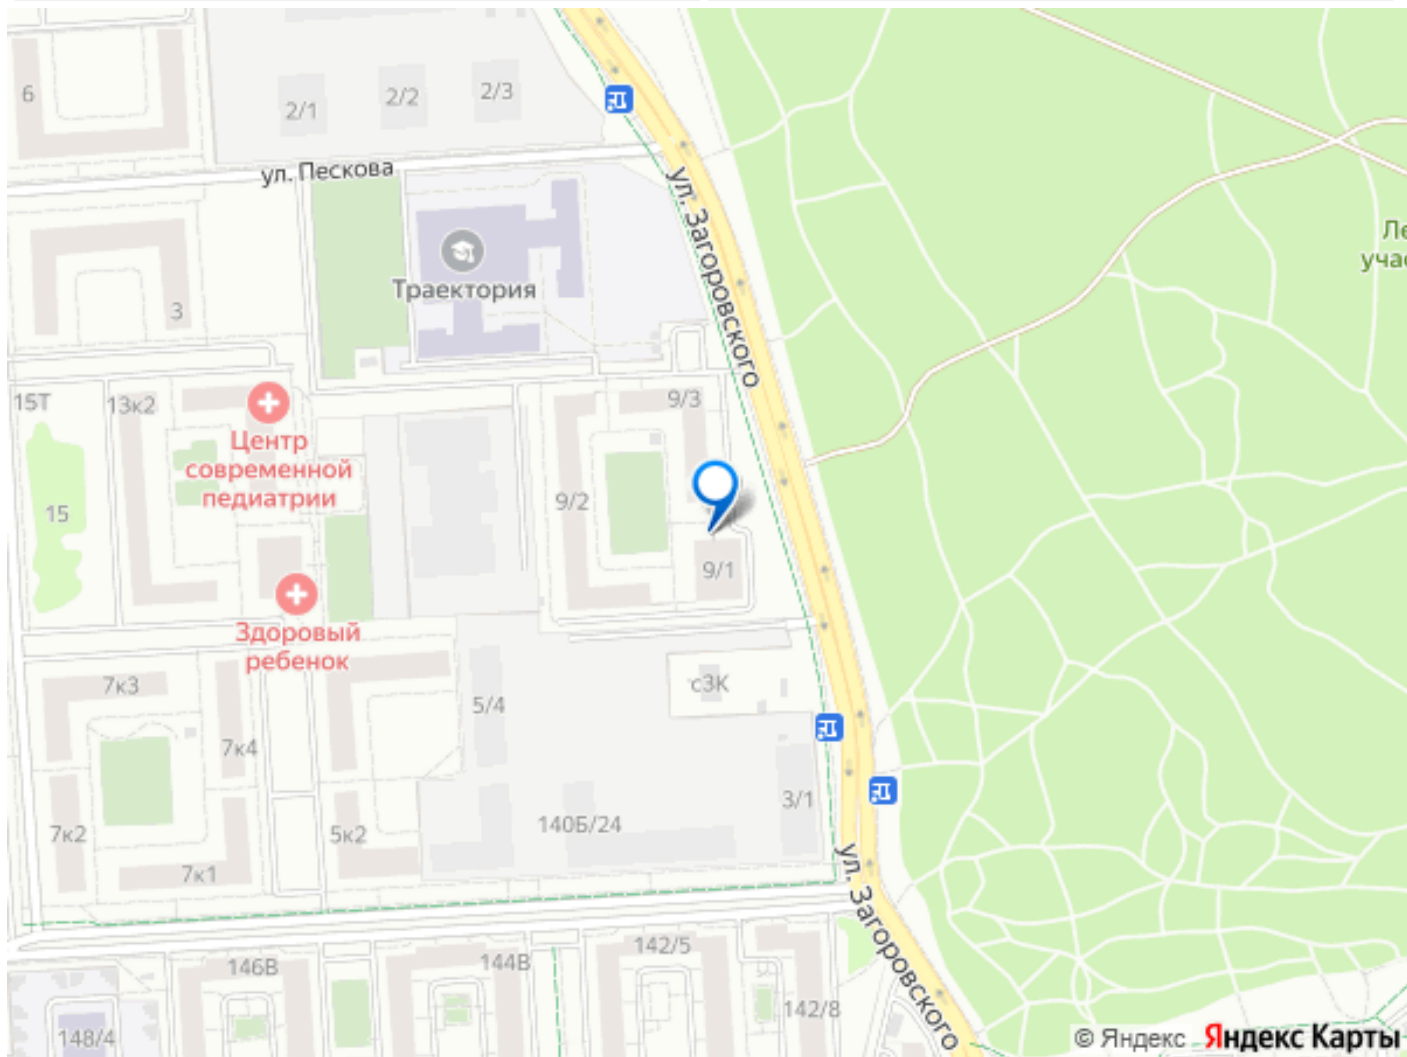 6
2/1
2/2
2/3
ул. Пескова
ул. Загоровского
Траектория
3
Ле
учас
15Т
13к2
9/3
Центр
современной
педиатрии
15
9/2
9/1
Здоровый
ребенок
7к3
5/4
с3К
7к4
7к2
5к2
140Б/24
3/1
7к1
ул. Загоровского
146В
144В
142/5
142/8
148/4
© Яндекс Яндекс Карты